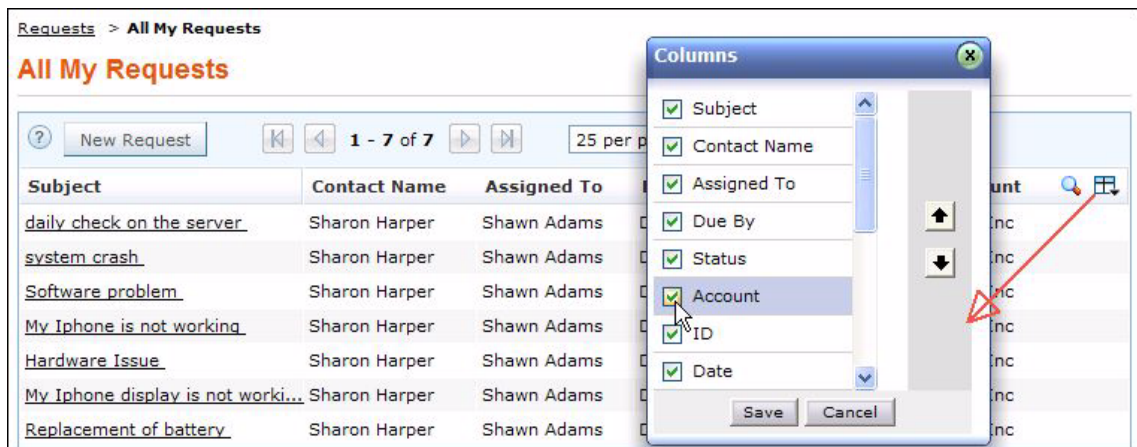 Requests > All My Requests
All My Requests
Columns
? New Request 1 - 7 of 7 25 per p
Subject Contact Name Assigned To unt
daily check on the server Sharon Harper Shawn Adams Inc
system crash Sharon Harper Shawn Adams Inc
Software problem Sharon Harper Shawn Adams Inc
My Iphone is not working Sharon Harper Shawn Adams Inc
Hardware Issue Sharon Harper Shawn Adams Inc
My Iphone display is not worki... Sharon Harper Shawn Adams Inc
Replacement of battery Sharon Harper Shawn Adams Inc
Subject
Contact Name
Assigned To
Due By
Status
Account
ID
Date
Save Cancel